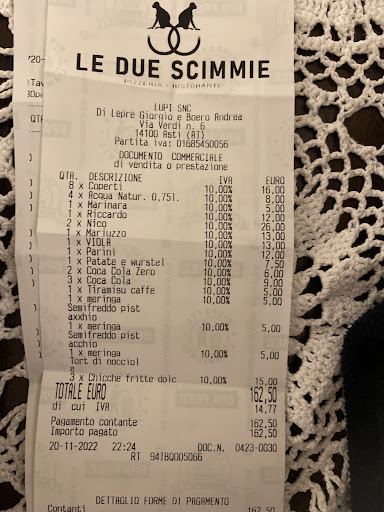 LE DUE SCIMMIE
PIZZERIA - RISTORANTE
LUPI SNC
Di Lepre Giorgio e Boero Andrea
Via Verdi n. 6
14100 Asti (AT)
Partita iva: 01685450056
DOCUMENTO COMMERCIALE
di vendita o prestazione
QTA. DESCRIZIONE IVA EURO
8 x Coperti 10,00% 16,00
4 x Acqua Natur. 0,75l. 10,00% 8,00
1 x Marinara 10,00% 5,00
1 x Riccardo 10,00% 12,00
2 x Nico 10,00% 26,00
1 x Mariuzzo 10,00% 13,00
1 x VIOLA 10,00% 13,00
1 x Parini 10,00% 12,00
1 x Patate e wurstel 10,00% 7,50
2 x Coca Cola Zero 10,00% 6,00
3 x Coca Cola 10,00% 9,00
1 x Tiramisu caffe 10,00% 5,00
1 x meringa 10,00% 5,00
Semifreddo pist
axxhio
1 x meringa 10,00% 5,00
Semifreddo pist
acchio
1 x meringa 10,00% 5,00
Tort di nocciol
e
3 x Chicche fritte dolc 10,00% 15,00
TOTALE EURO 162,50
di cui IVA 14,77
Pagamento contante 162,50
Importo pagato 162,50
20-11-2022 22:24 DOC.N. 0423-0030
RT 94IBQ005066
DETTAGLIO FORME DI PAGAMENTO
Contanti 162,50